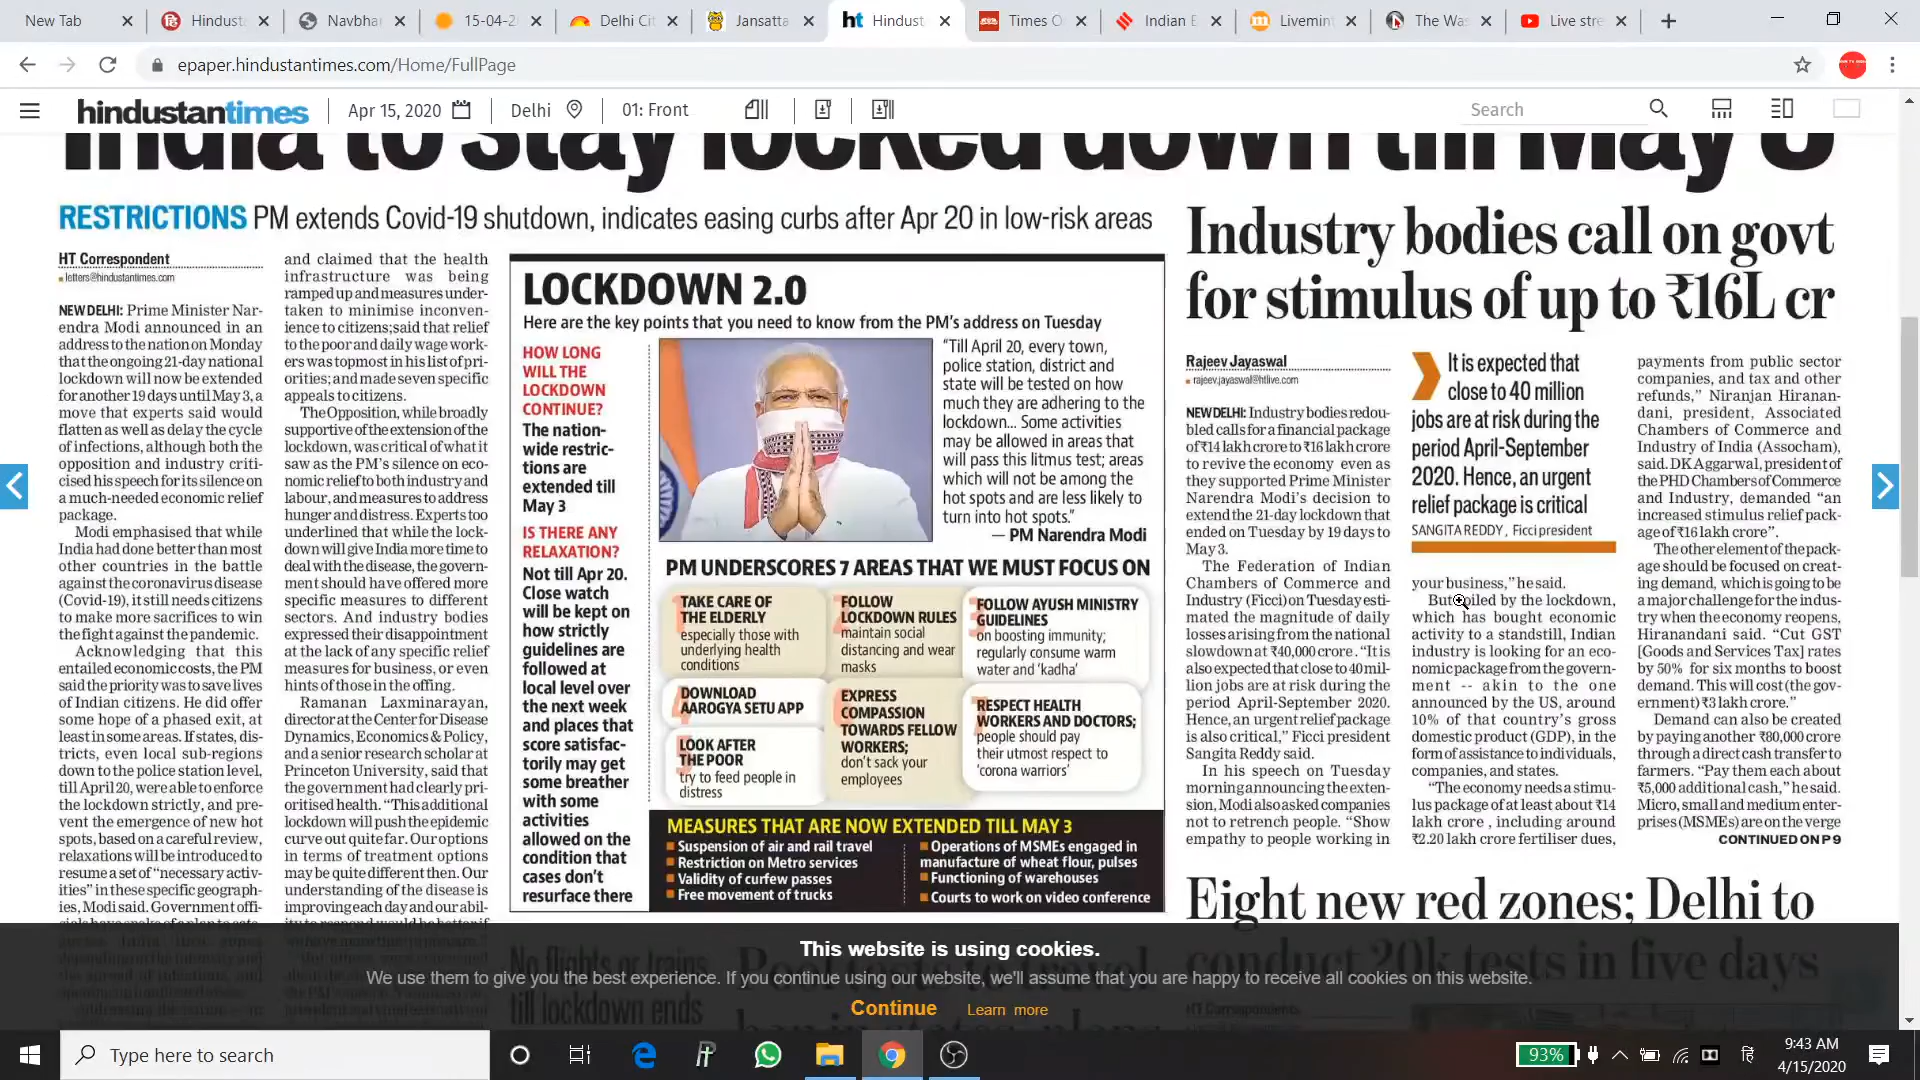 New Tab
Hindust
Navbha
15-04-2
Delhi Cit
Jansatta
Hindust
Times O
Indian E
Livemint
The Was
Live stre
epaper.hindustantimes.com/Home/FullPage
hindustantimes
Apr 15, 2020
Delhi
01: Front
Search
India to stay locked down till May 3
RESTRICTIONS PM extends Covid-19 shutdown, indicates easing curbs after Apr 20 in low-risk areas
HT Correspondent
letters@hindustantimes.com
NEW DELHI: Prime Minister Nar-
endra Modi announced in an
address to the nation on Monday
that the ongoing 21-day national
lockdown will now be extended
for another 19 days until May 3, a
move that experts said would
flatten as well as delay the cycle
of infections, although both the
opposition and industry criti-
cised his speech for its silence on
a much-needed economic relief
package.
Modi emphasised that while
India had done better than most
other countries in the battle
against the coronavirus disease
(Covid-19), it still needs citizens
to make more sacrifices to win
the fight against the pandemic.
Acknowledging that this
entailed economic costs, the PM
said the priority was to save lives
of Indian citizens. He did offer
some hope of a phased exit, at
least in some areas. If states, dis-
tricts, even local sub-regions
down to the police station level,
till April 20, were able to enforce
the lockdown strictly, and pre-
vent the emergence of new hot
spots, based on a careful review,
relaxations will be introduced to
resume a set of "necessary activ-
ities" in these specific geograph-
ies, Modi said. Government offi-
and claimed that the health
infrastructure was being
ramped up and measures under-
taken to minimise inconven-
ience to citizens; said that relief
to the poor and daily wage work-
ers was topmost in his list of pri-
orities; and made seven specific
appeals to citizens.
The Opposition, while broadly
supportive of the extension of the
lockdown, was critical of what it
saw as the PM's silence on eco-
nomic relief to both industry and
labour, and measures to address
hunger and distress. Experts too
underlined that while the lock-
down will give India more time to
deal with the disease, the govern-
ment should have offered more
specific measures to different
sectors. And industry bodies
expressed their disappointment
at the lack of any specific relief
measures for business, or even
hints of those in the offing.
Ramanan Laxminarayan,
director at the Center for Disease
Dynamics, Economics & Policy,
and a senior research scholar at
Princeton University, said that
the government had clearly pri-
oritised health. "This additional
lockdown will push the epidemic
curve out quite far. Our options
in terms of treatment options
may be quite different then. Our
understanding of the disease is
improving each day and our abil-
LOCKDOWN 2.0
Here are the key points that you need to know from the PM's address on Tuesday
HOW LONG
WILL THE
LOCKDOWN
CONTINUE?
The nation-
wide restric-
tions are
extended till
May 3
IS THERE ANY
RELAXATION?
Not till Apr 20.
Close watch
will be kept on
how strictly
guidelines are
followed at
local level over
the next week
and places that
score satisfac-
torily may get
some breather
with some
activities
allowed on the
condition that
cases don't
resurface there
"Till April 20, every town,
police station, district and
state will be tested on how
much they are adhering to the
lockdown... Some activities
may be allowed in areas that
will pass this litmus test; areas
which will not be among the
hot spots and are less likely to
turn into hot spots."
— PM Narendra Modi
PM UNDERSCORES 7 AREAS THAT WE MUST FOCUS ON
1
TAKE CARE OF
THE ELDERLY
especially those with
underlying health
conditions
2
FOLLOW
LOCKDOWN RULES
maintain social
distancing and wear
masks
3
FOLLOW AYUSH MINISTRY
GUIDELINES
on boosting immunity;
regularly consume warm
water and 'kadha'
4
DOWNLOAD
AAROGYA SETU APP
5
LOOK AFTER
THE POOR
try to feed people in
distress
6
EXPRESS
COMPASSION
TOWARDS FELLOW
WORKERS;
don't sack your
employees
7
RESPECT HEALTH
WORKERS AND DOCTORS;
people should pay
their utmost respect to
'corona warriors'
MEASURES THAT ARE NOW EXTENDED TILL MAY 3
Suspension of air and rail travel
Restriction on Metro services
Validity of curfew passes
Free movement of trucks
Operations of MSMEs engaged in
manufacture of wheat flour, pulses
Functioning of warehouses
Courts to work on video conference
Industry bodies call on govt
for stimulus of up to ₹16L cr
Rajeev Jayaswal
rajeev.jayaswal@htlive.com
NEW DELHI: Industry bodies redou-
bled calls for a financial package
of ₹14 lakh crore to ₹16 lakh crore
to revive the economy even as
they supported Prime Minister
Narendra Modi's decision to
extend the 21-day lockdown that
ended on Tuesday by 19 days to
May 3.
The Federation of Indian
Chambers of Commerce and
Industry (Ficci) on Tuesday esti-
mated the magnitude of daily
losses arising from the national
slowdown at ₹40,000 crore. "It is
also expected that close to 40 mil-
lion jobs are at risk during the
period April-September 2020.
Hence, an urgent relief package
is also critical," Ficci president
Sangita Reddy said.
In his speech on Tuesday
morning announcing the exten-
sion, Modi also asked companies
not to retrench people. "Show
empathy to people working in
It is expected that
close to 40 million
jobs are at risk during the
period April-September
2020. Hence, an urgent
relief package is critical
SANGITA REDDY, Ficci president
your business," he said.
But roiled by the lockdown,
which has bought economic
activity to a standstill, Indian
industry is looking for an eco-
nomic package from the govern-
ment -- akin to the one
announced by the US, around
10% of that country's gross
domestic product (GDP), in the
form of assistance to individuals,
companies, and states.
"The economy needs a stimu-
lus package of at least about ₹14
lakh crore , including around
₹2.20 lakh crore fertiliser dues,
payments from public sector
companies, and tax and other
refunds," Niranjan Hiranan-
dani, president, Associated
Chambers of Commerce and
Industry of India (Assocham),
said. DK Aggarwal, president of
the PHD Chambers of Commerce
and Industry, demanded "an
increased stimulus relief pack-
age of ₹16 lakh crore".
The other element of the pack-
age should be focused on creat-
ing demand, which is going to be
a major challenge for the indus-
try when the economy reopens,
Hiranandani said. "Cut GST
[Goods and Services Tax] rates
by 50% for six months to boost
demand. This will cost (the gov-
ernment) ₹3 lakh crore."
Demand can also be created
by paying another ₹80,000 crore
through a direct cash transfer to
farmers. "Pay them each about
₹5,000 additional cash," he said.
Micro, small and medium enter-
prises (MSMEs) are on the verge
CONTINUED ON P 9
Eight new red zones; Delhi to
conduct 20k tests in five days
HT Correspondents
No flights or trains
till lockdown ends
This website is using cookies.
We use them to give you the best experience. If you continue using our website, we'll assume that you are happy to receive all cookies on this website.
Continue
Learn more
Type here to search
93%
हि
9:43 AM
4/15/2020